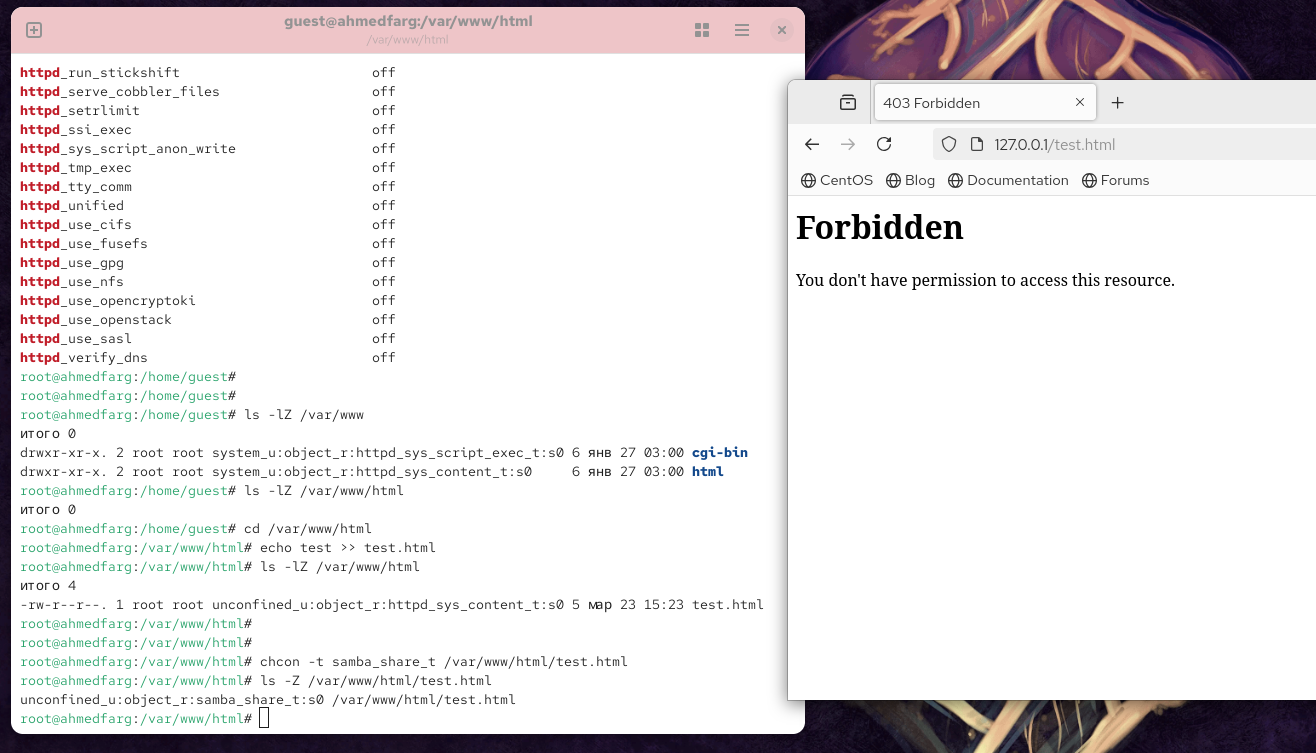 guest@ahmedfarg:/var/www/html
/var/www/html
httpd_run_stickshift off
httpd_serve_cobbler_files off
httpd_setrlimit off
httpd_ssi_exec off
httpd_sys_script_anon_write off
httpd_tmp_exec off
httpd_tty_comm off
httpd_unified off
httpd_use_cifs off
httpd_use_fusefs off
httpd_use_gpg off
httpd_use_nfs off
httpd_use_opencryptoki off
httpd_use_openstack off
httpd_use_sasl off
httpd_verify_dns off
root@ahmedfarg:/home/guest#
root@ahmedfarg:/home/guest#
root@ahmedfarg:/home/guest# ls -lZ /var/www
итого 0
drwxr-xr-x. 2 root root system_u:object_r:httpd_sys_script_exec_t:s0 6 янв 27 03:00 cgi-bin
drwxr-xr-x. 2 root root system_u:object_r:httpd_sys_content_t:s0 6 янв 27 03:00 html
root@ahmedfarg:/home/guest# ls -lZ /var/www/html
итого 0
root@ahmedfarg:/home/guest# cd /var/www/html
root@ahmedfarg:/var/www/html# echo test >> test.html
root@ahmedfarg:/var/www/html# ls -lZ /var/www/html
итого 4
-rw-r--r--. 1 root root unconfined_u:object_r:httpd_sys_content_t:s0 5 мар 23 15:23 test.html
root@ahmedfarg:/var/www/html#
root@ahmedfarg:/var/www/html#
root@ahmedfarg:/var/www/html# chcon -t samba_share_t /var/www/html/test.html
root@ahmedfarg:/var/www/html# ls -Z /var/www/html/test.html
unconfined_u:object_r:samba_share_t:s0 /var/www/html/test.html
root@ahmedfarg:/var/www/html#
403 Forbidden
127.0.0.1/test.html
CentOS Blog Documentation Forums
Forbidden
You don't have permission to access this resource.